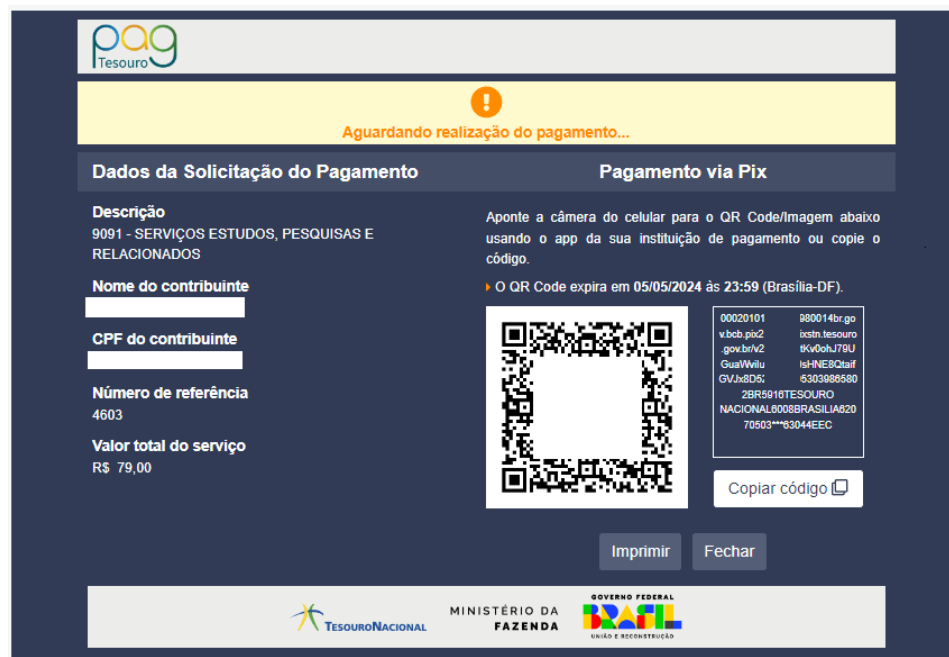 pag
Tesouro
Aguardando realização do pagamento...
Dados da Solicitação do Pagamento
Descrição
9091 - SERVIÇOS ESTUDOS, PESQUISAS E
RELACIONADOS
Nome do contribuinte
CPF do contribuinte
Número de referência
4603
Valor total do serviço
R$ 79,00
Pagamento via Pix
Aponte a câmera do celular para o QR Code/Imagem abaixo
usando o app da sua instituição de pagamento ou copie o
código.
O QR Code expira em 05/05/2024 às 23:59 (Brasília-DF).
00020101 980014br.go
v.bcb.pix2 ixstn.tesouro
.gov.br/v2 tKv0ohJ79U
GuaWvilu IsHNE8Qtaif
GVJx8D52 6303986580
2BR5916TESOURO
NACIONAL6008BRASILIA620
70503***63044EEC
Copiar código
Imprimir Fechar
TESOURONACIONAL
MINISTÉRIO DA
FAZENDA
GOVERNO FEDERAL
BRASIL
UNIÃO E RECONSTRUÇÃO